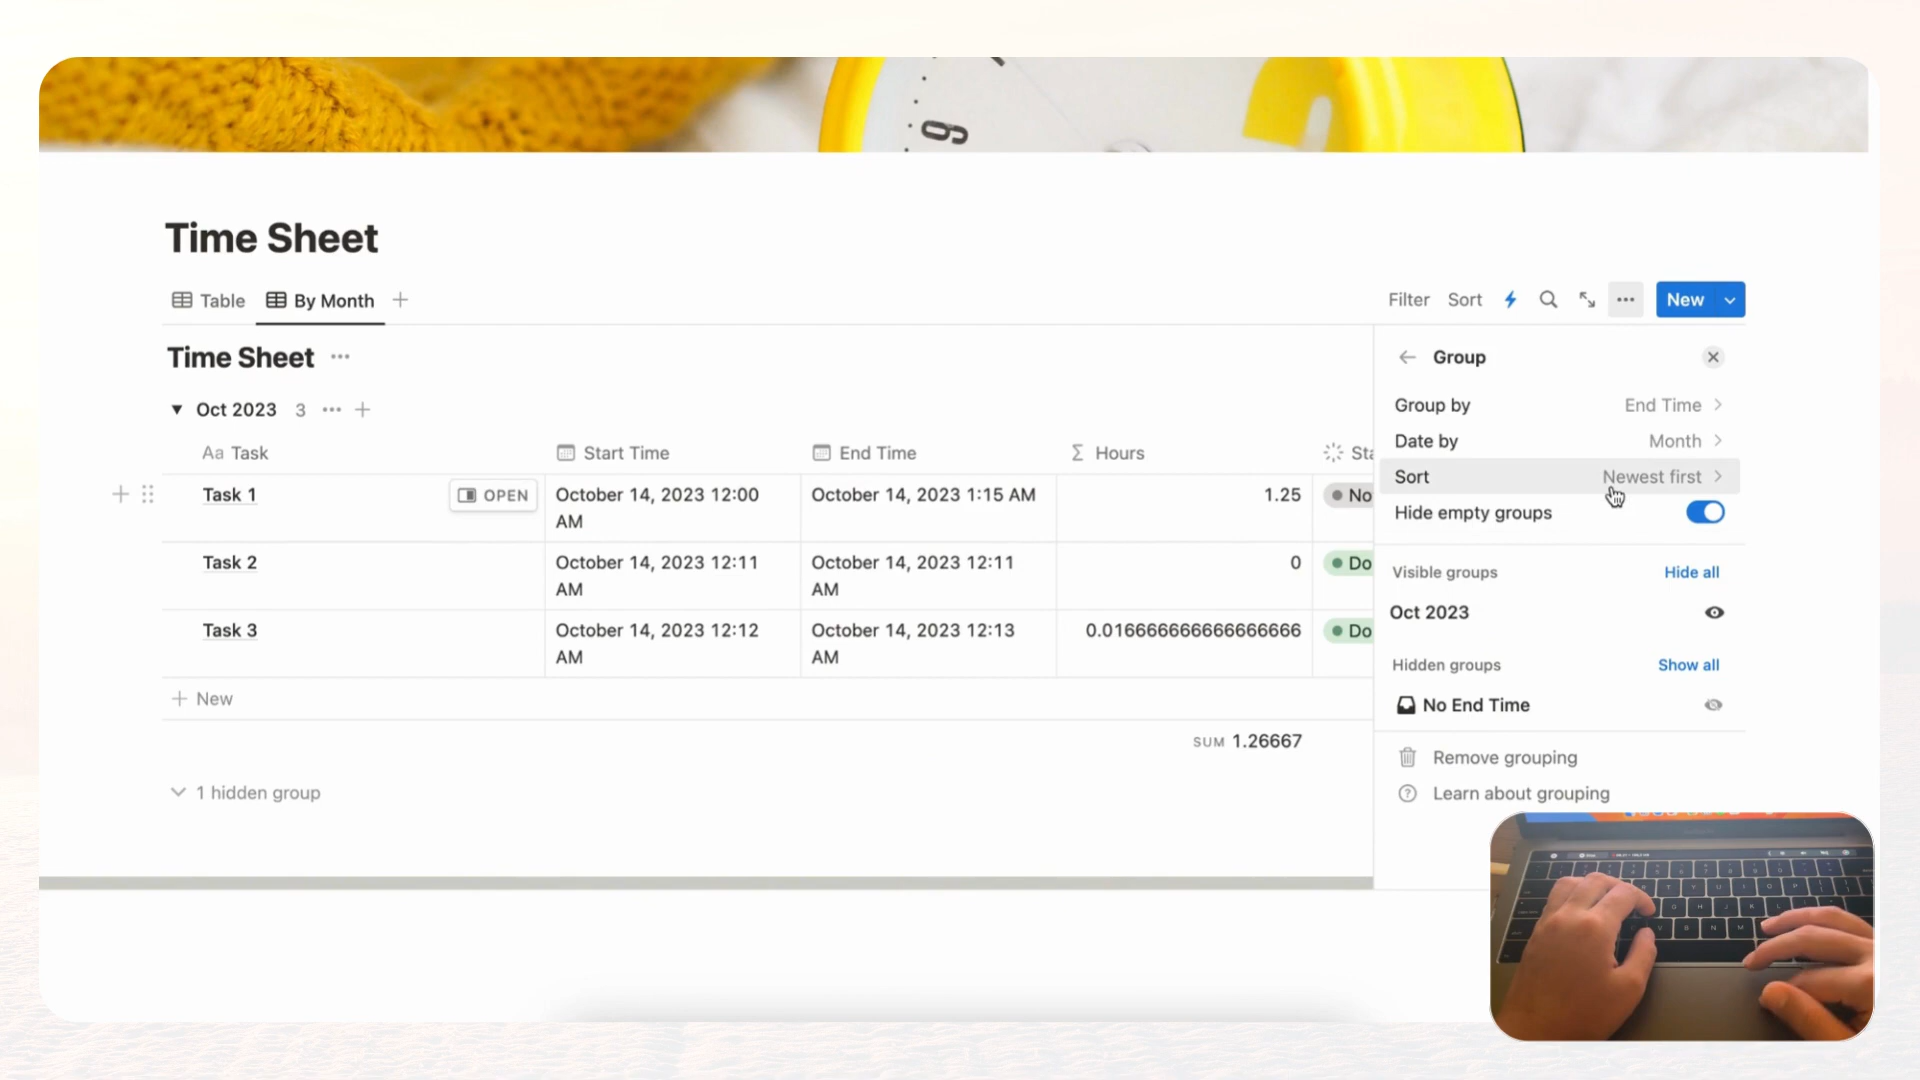 Time Sheet
Table By Month
Filter Sort New
Time Sheet
Oct 2023 3
Aa Task Start Time End Time Σ Hours Sta
Task 1 OPEN October 14, 2023 12:00 AM October 14, 2023 1:15 AM 1.25 No
Task 2 October 14, 2023 12:11 AM October 14, 2023 12:11 AM 0 Do
Task 3 October 14, 2023 12:12 AM October 14, 2023 12:13 AM 0.016666666666666666 Do
New
SUM 1.26667
1 hidden group
Group
Group by End Time
Date by Month
Sort Newest first
Hide empty groups
Visible groups Hide all
Oct 2023
Hidden groups Show all
No End Time
Remove grouping
Learn about grouping